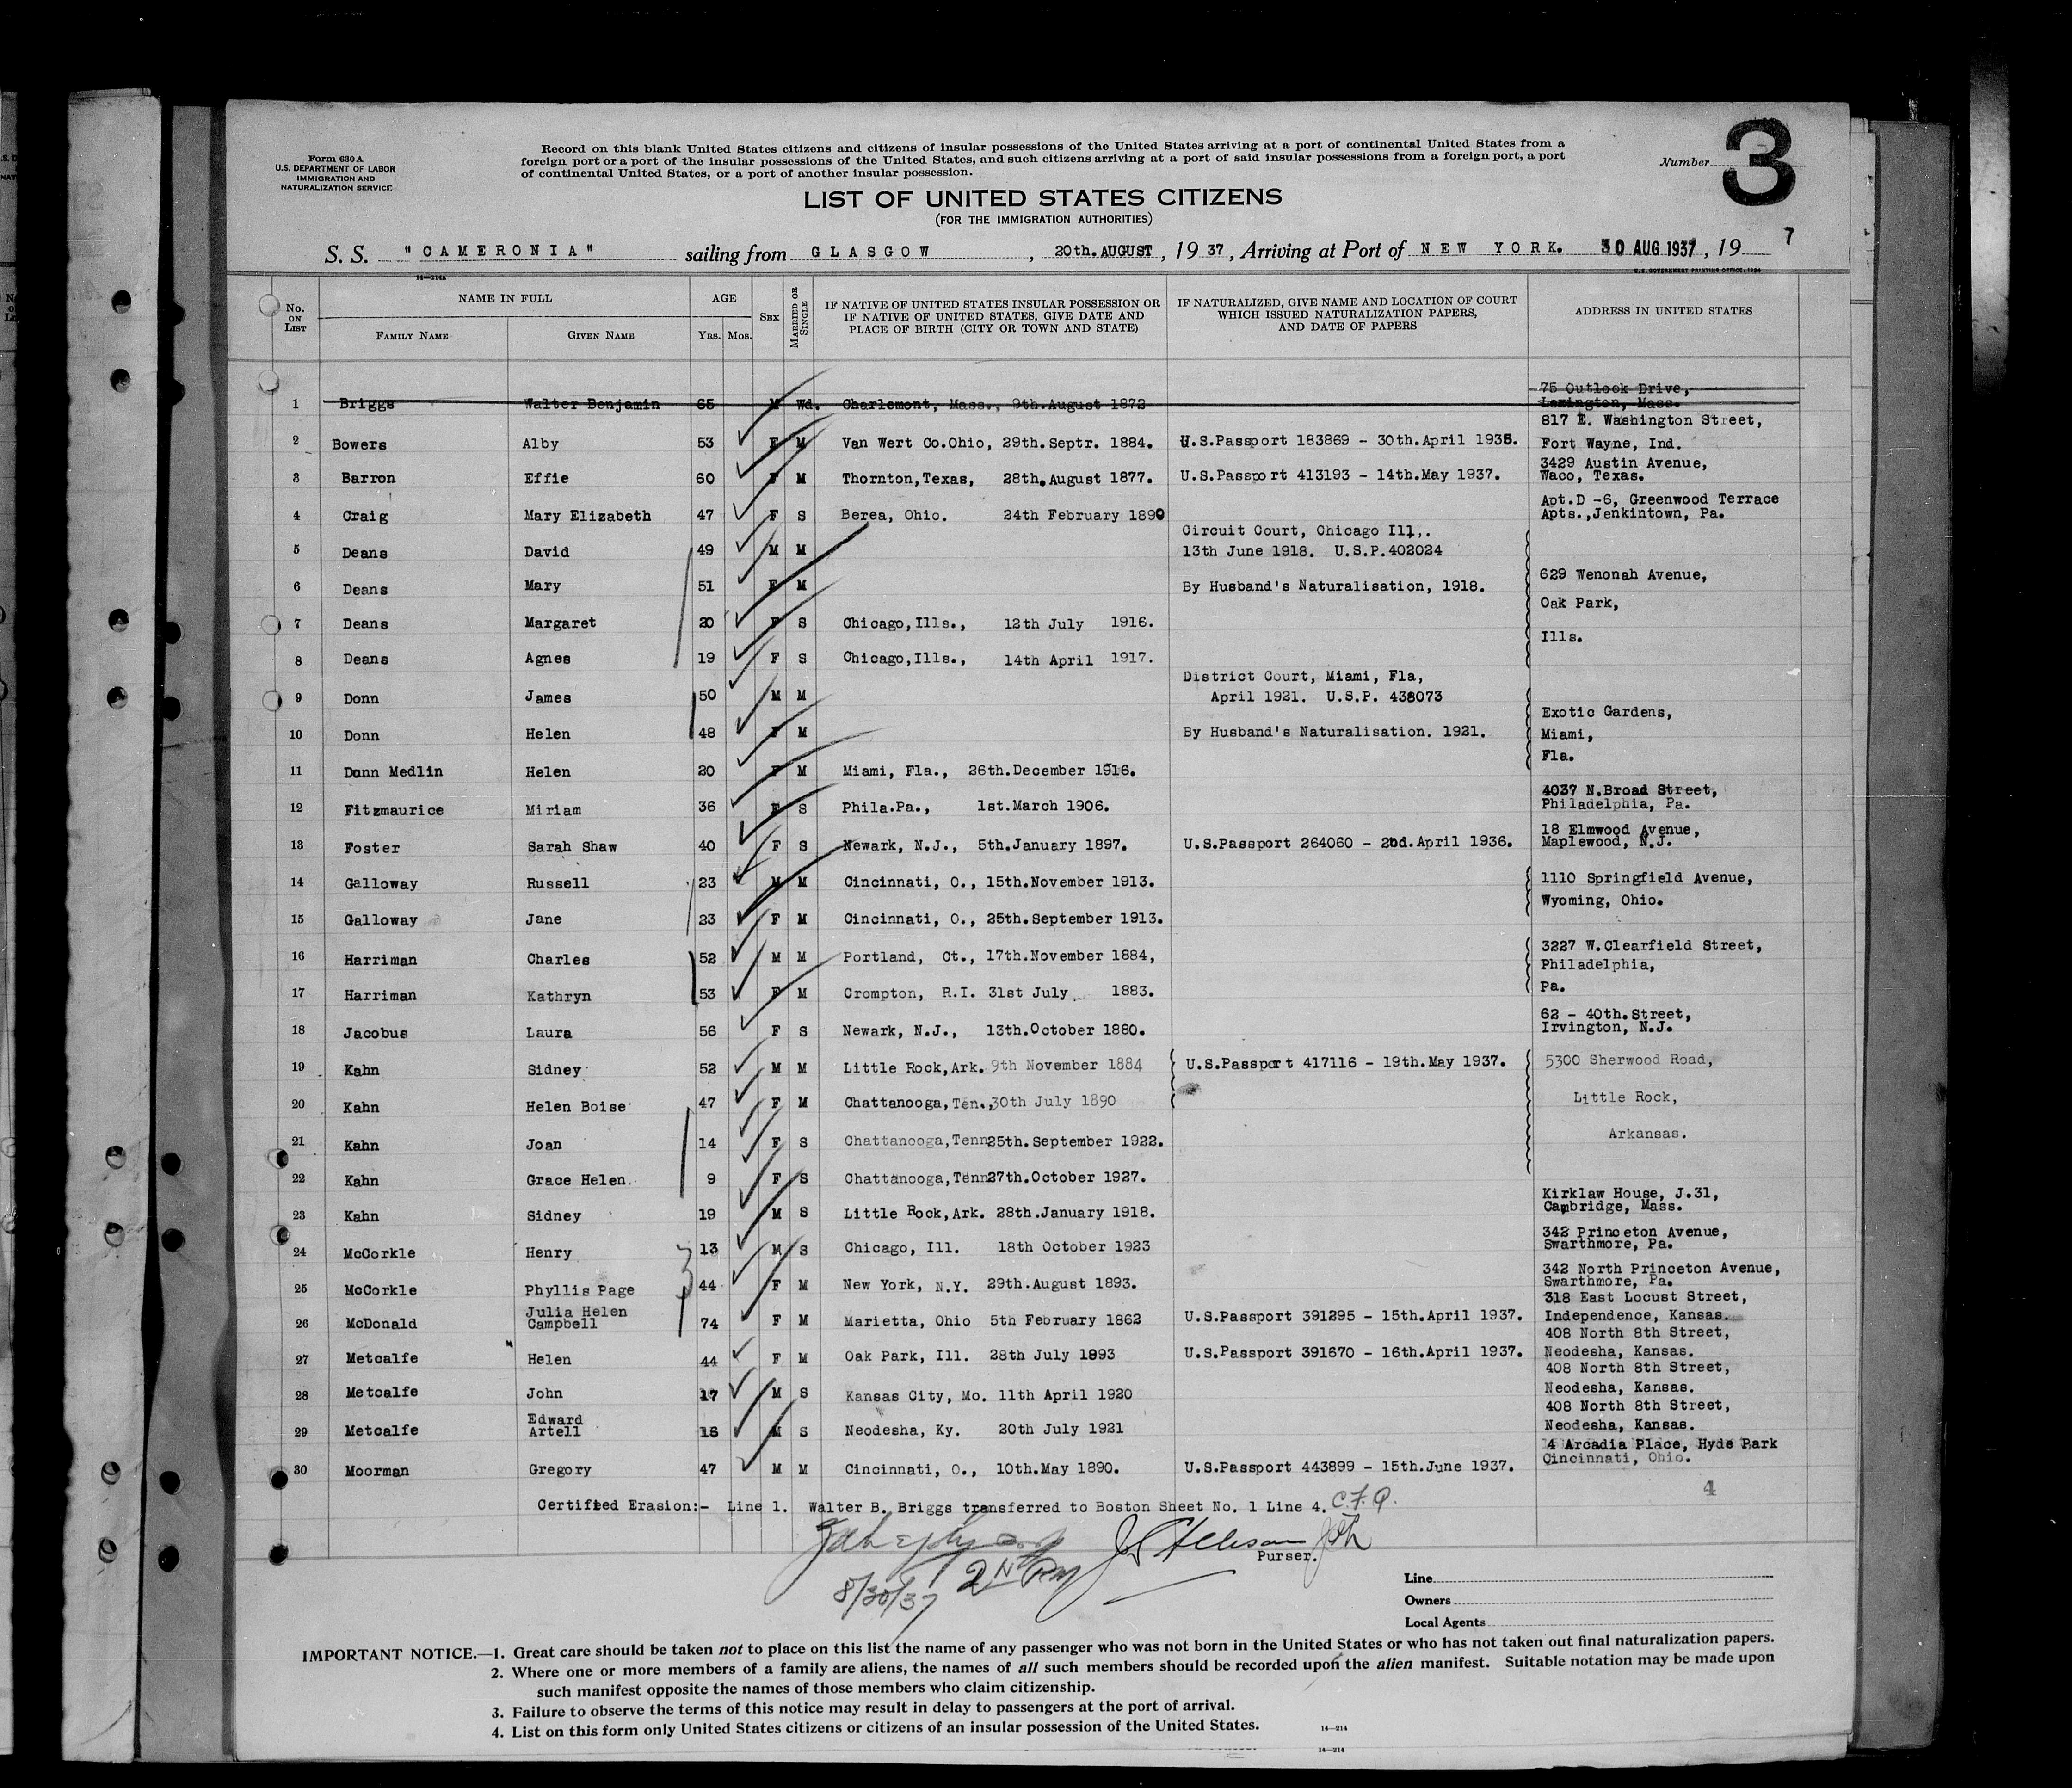 Form 630 A
U.S. DEPARTMENT OF LABOR
IMMIGRATION AND
NATURALIZATION SERVICE
Record on this blank United States citizens and citizens of insular possessions of the United States arriving at a port of continental United States from a
foreign port or a port of the insular possessions of the United States, and such citizens arriving at a port of said insular possessions from a foreign port, a port
of continental United States, or a port of another insular possession.
Number 3
LIST OF UNITED STATES CITIZENS
(FOR THE IMMIGRATION AUTHORITIES)
S. S. "CAMERONIA" sailing from GLASGOW, 20th. AUGUST, 19 37, Arriving at Port of NEW YORK. 30 AUG 1937, 19 7
14—214a
U. S. GOVERNMENT PRINTING OFFICE: 1934
No. ON LIST NAME IN FULL FAMILY NAME GIVEN NAME AGE YRS. MOS. SEX MARRIED OR SINGLE IF NATIVE OF UNITED STATES INSULAR POSSESSION OR IF NATIVE OF UNITED STATES, GIVE DATE AND PLACE OF BIRTH (CITY OR TOWN AND STATE) IF NATURALIZED, GIVE NAME AND LOCATION OF COURT WHICH ISSUED NATURALIZATION PAPERS, AND DATE OF PAPERS ADDRESS IN UNITED STATES
1 Briggs Walter Benjamin 65 M Wd. Charlemont, Mass., 9th. August 1872 75 Outlook Drive, Lexington, Mass.
2 Bowers Alby 53 F M Van Wert Co. Ohio, 29th. Septr. 1884. U.S. Passport 183869 - 30th. April 1935. 817 E. Washington Street, Fort Wayne, Ind.
3 Barron Effie 60 F M Thornton, Texas, 28th. August 1877. U.S. Passport 413193 - 14th. May 1937. 3429 Austin Avenue, Waco, Texas.
4 Craig Mary Elizabeth 47 F S Berea, Ohio. 24th February 1890 Apt. D -6, Greenwood Terrace Apts., Jenkintown, Pa.
5 Deans David 49 M M Circuit Court, Chicago Ill,. 13th June 1918. U.S.P. 402024
6 Deans Mary 51 F M By Husband's Naturalisation, 1918. 629 Wenonah Avenue,
Oak Park,
7 Deans Margaret 20 F S Chicago, Ills., 12th July 1916. Ills.
8 Deans Agnes 19 F S Chicago, Ills., 14th April 1917.
9 Donn James 50 M M District Court, Miami, Fla, April 1921. U.S.P. 438073
10 Donn Helen 48 F M By Husband's Naturalisation. 1921. Exotic Gardens, Miami, Fla.
11 Donn Medlin Helen 20 F M Miami, Fla., 26th. December 1916.
12 Fitzmaurice Miriam 36 F S Phila. Pa., 1st. March 1906. 4037 N. Broad Street, Philadelphia, Pa.
13 Foster Sarah Shaw 40 F S Newark, N.J., 5th. January 1897. U.S. Passport 264060 - 2nd. April 1936. 18 Elmwood Avenue, Maplewood, N.J.
14 Galloway Russell 23 M M Cincinnati, O., 15th. November 1913. 1110 Springfield Avenue,
15 Galloway Jane 23 F M Cincinnati, O., 25th. September 1913. Wyoming, Ohio.
16 Harriman Charles 52 M M Portland, Ct., 17th. November 1884, 3227 W. Clearfield Street, Philadelphia,
17 Harriman Kathryn 53 F M Crompton, R.I. 31st July 1883. Pa.
18 Jacobus Laura 56 F S Newark, N.J., 13th. October 1880. 62 - 40th. Street, Irvington, N.J.
19 Kahn Sidney 52 M M Little Rock, Ark. 9th November 1884 U.S. Passport 417116 - 19th. May 1937. 5300 Sherwood Road,
20 Kahn Helen Boise 47 F M Chattanooga, Ten., 30th July 1890 Little Rock,
21 Kahn Joan 14 F S Chattanooga, Tenn 25th. September 1922. Arkansas.
22 Kahn Grace Helen 9 F S Chattanooga, Tenn 27th. October 1927.
23 Kahn Sidney 19 M S Little Rock, Ark. 28th. January 1918. Kirklaw House, J.31, Cambridge, Mass.
24 McCorkle Henry 13 M S Chicago, Ill. 18th October 1923 342 Princeton Avenue, Swarthmore, Pa.
25 McCorkle Phyllis Page 44 F M New York, N.Y. 29th. August 1893. 342 North Princeton Avenue, Swarthmore, Pa.
26 McDonald Julia Helen Campbell 74 F M Marietta, Ohio 5th February 1862 U.S. Passport 391295 - 15th. April 1937. 318 East Locust Street, Independence, Kansas.
27 Metcalfe Helen 44 F M Oak Park, Ill. 28th July 1893 U.S. Passport 391670 - 16th. April 1937. 408 North 8th Street, Neodesha, Kansas.
28 Metcalfe John 17 M S Kansas City, Mo. 11th April 1920 408 North 8th Street, Neodesha, Kansas.
29 Metcalfe Edward Artell 16 M S Neodesha, Ky. 20th July 1921 408 North 8th Street, Neodesha, Kansas.
30 Moorman Gregory 47 M M Cincinnati, O., 10th. May 1890. U.S. Passport 443899 - 15th. June 1937. 4 Arcadia Place, Hyde Park Cincinnati, Ohio.
4
Certified Erasion:- Line 1. Walter B. Briggs transferred to Boston Sheet No. 1 Line 4.
Purser.
8/30/37
Line
Owners
Local Agents
IMPORTANT NOTICE.—1. Great care should be taken not to place on this list the name of any passenger who was not born in the United States or who has not taken out final naturalization papers.
2. Where one or more members of a family are aliens, the names of all such members should be recorded upon the alien manifest. Suitable notation may be made upon
such manifest opposite the names of those members who claim citizenship.
3. Failure to observe the terms of this notice may result in delay to passengers at the port of arrival.
4. List on this form only United States citizens or citizens of an insular possession of the United States.
14—214
14—214